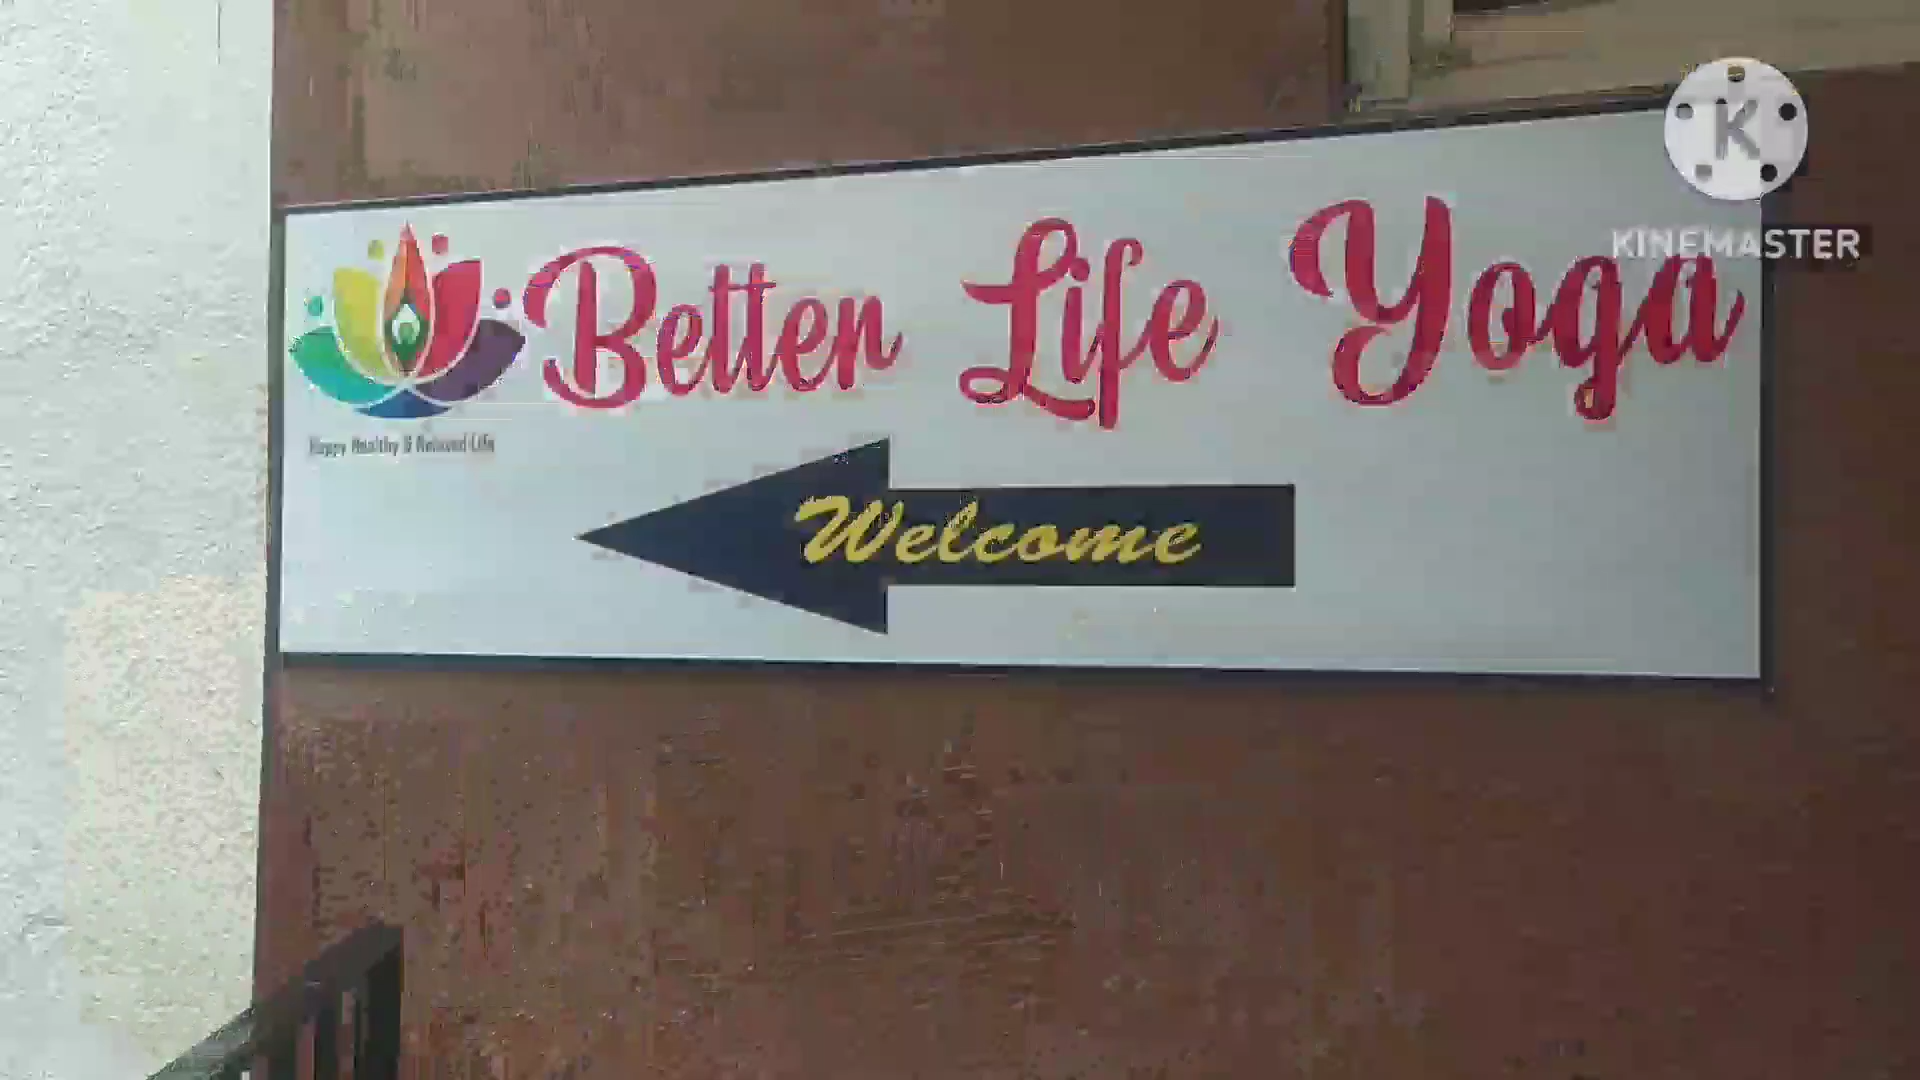 K
KINEMASTER
Better Life Yoga
Happy Healthy & Relaxed Life
Welcome